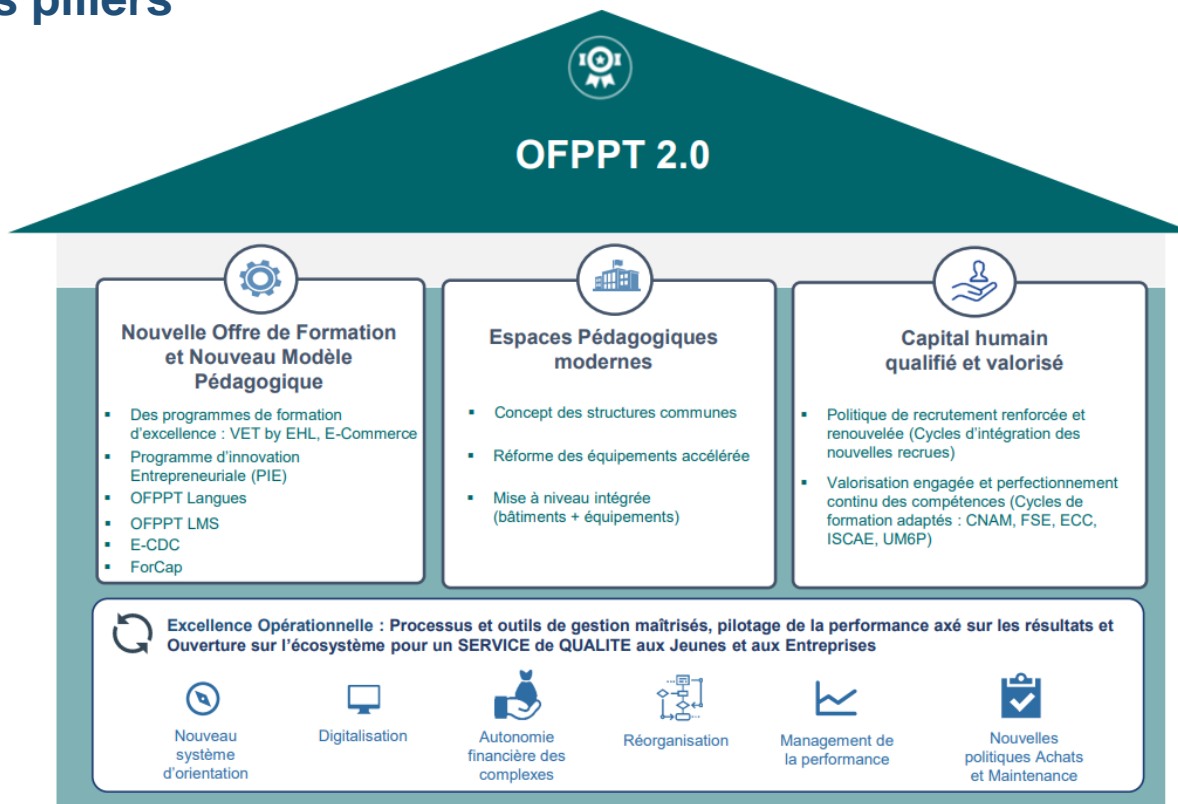 s piliers
OFPPT 2.0
Nouvelle Offre de Formation
et Nouveau Modèle
Pédagogique
▪ Des programmes de formation
d'excellence : VET by EHL, E-Commerce
▪ Programme d'innovation
Entrepreneuriale (PIE)
▪ OFPPT Langues
▪ OFPPT LMS
▪ E-CDC
▪ ForCap
Espaces Pédagogiques
modernes
▪ Concept des structures communes
▪ Réforme des équipements accélérée
▪ Mise à niveau intégrée
(bâtiments + équipements)
Capital humain
qualifié et valorisé
▪ Politique de recrutement renforcée et
renouvelée (Cycles d'intégration des
nouvelles recrues)
▪ Valorisation engagée et perfectionnement
continu des compétences (Cycles de
formation adaptés : CNAM, FSE, ECC,
ISCAE, UM6P)
Excellence Opérationnelle : Processus et outils de gestion maîtrisés, pilotage de la performance axé sur les résultats et
Ouverture sur l'écosystème pour un SERVICE de QUALITE aux Jeunes et aux Entreprises
Nouveau
système
d'orientation
Digitalisation
Autonomie
financière des
complexes
Réorganisation
Management de
la performance
Nouvelles
politiques Achats
et Maintenance